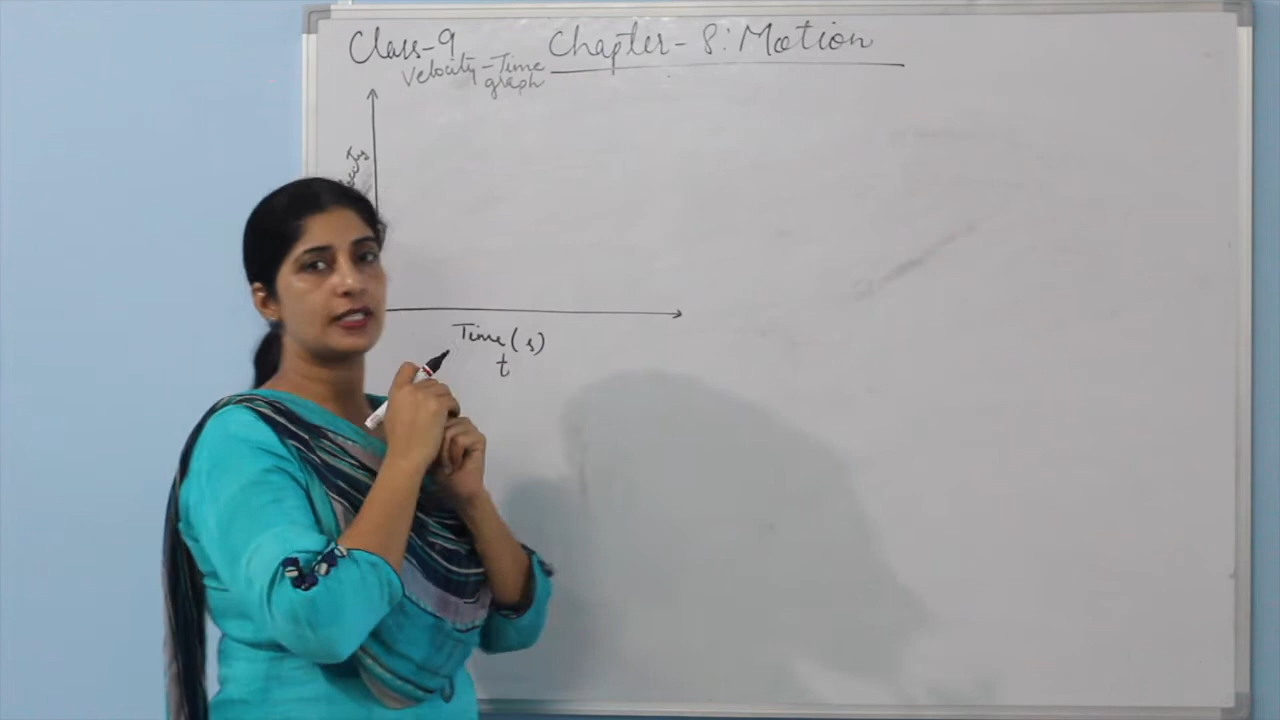 Class-9 Chapter-8: Motion
Velocity-Time
graph
Time(s)
t